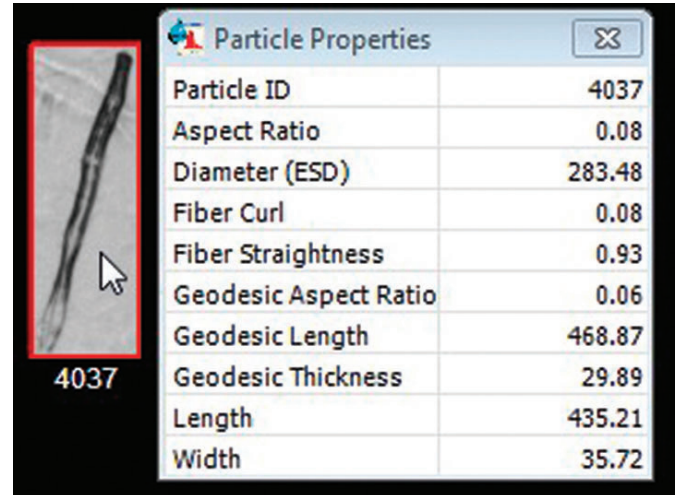 Particle Properties
Particle ID 4037
Aspect Ratio 0.08
Diameter (ESD) 283.48
Fiber Curl 0.08
Fiber Straightness 0.93
Geodesic Aspect Ratio 0.06
Geodesic Length 468.87
Geodesic Thickness 29.89
Length 435.21
Width 35.72
4037